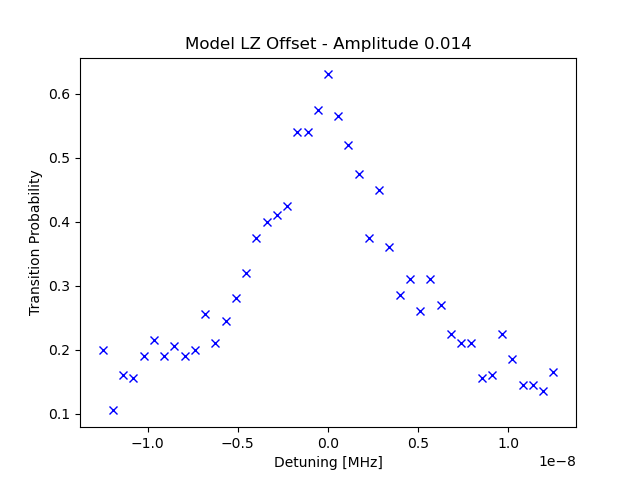 Model LZ Offset - Amplitude 0.014
Transition Probability
0.6
0.5
0.4
0.3
0.2
0.1
−1.0 −0.5 0.0 0.5 1.0
1e−8
Detuning [MHz]